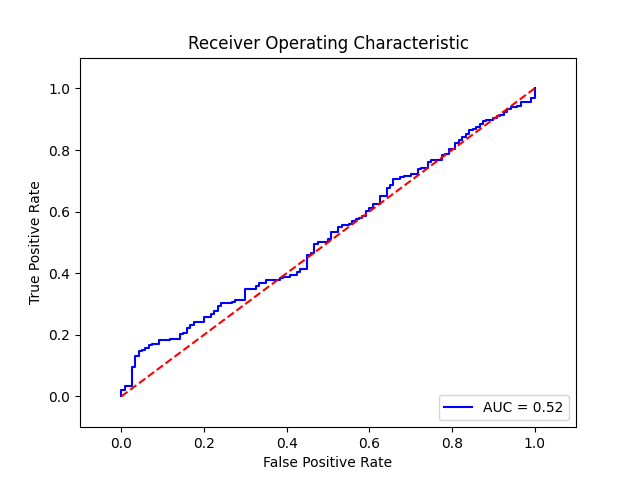 Receiver Operating Characteristic
True Positive Rate
1.0
0.8
0.6
0.4
0.2
0.0
AUC = 0.52
0.0 0.2 0.4 0.6 0.8 1.0
False Positive Rate